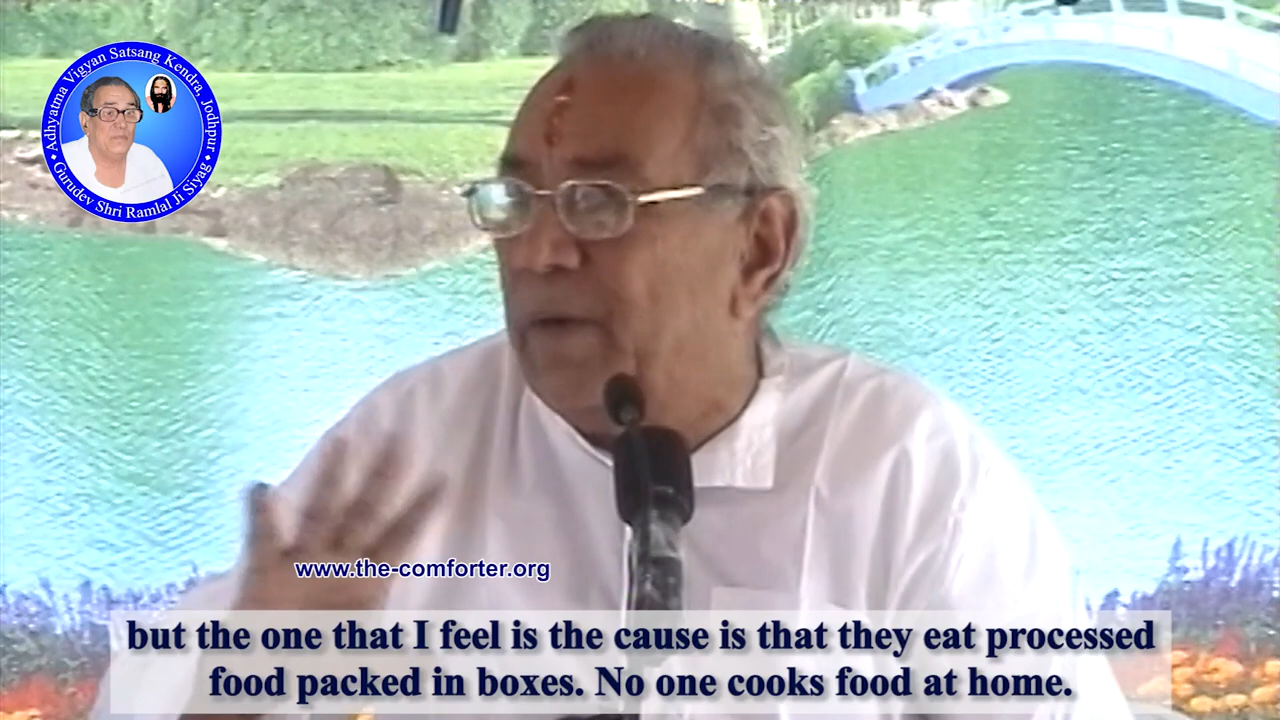 Adhyatma Vigyan Satsang Kendra, Jodhpur
Gurudev Shri Ramlal Ji Siyag
www.the-comforter.org
but the one that I feel is the cause is that they eat processed
food packed in boxes. No one cooks food at home.